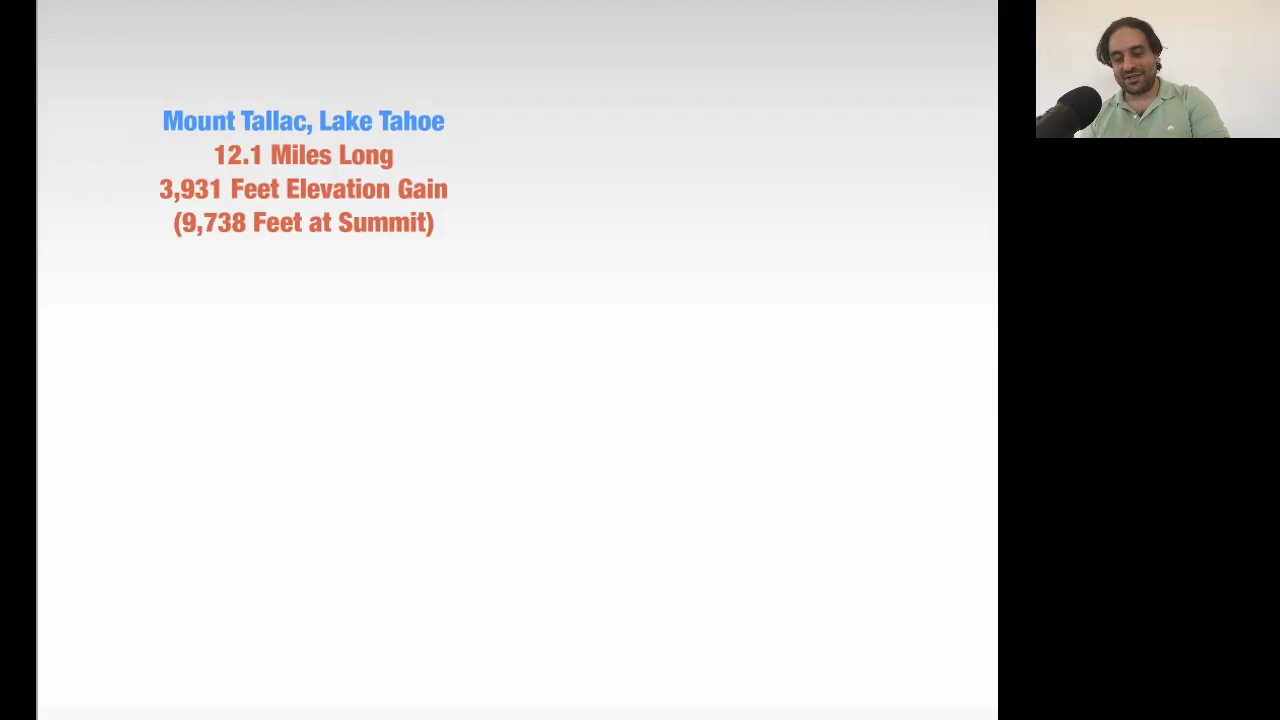 Mount Tallac, Lake Tahoe
12.1 Miles Long
3,931 Feet Elevation Gain
(9,738 Feet at Summit)